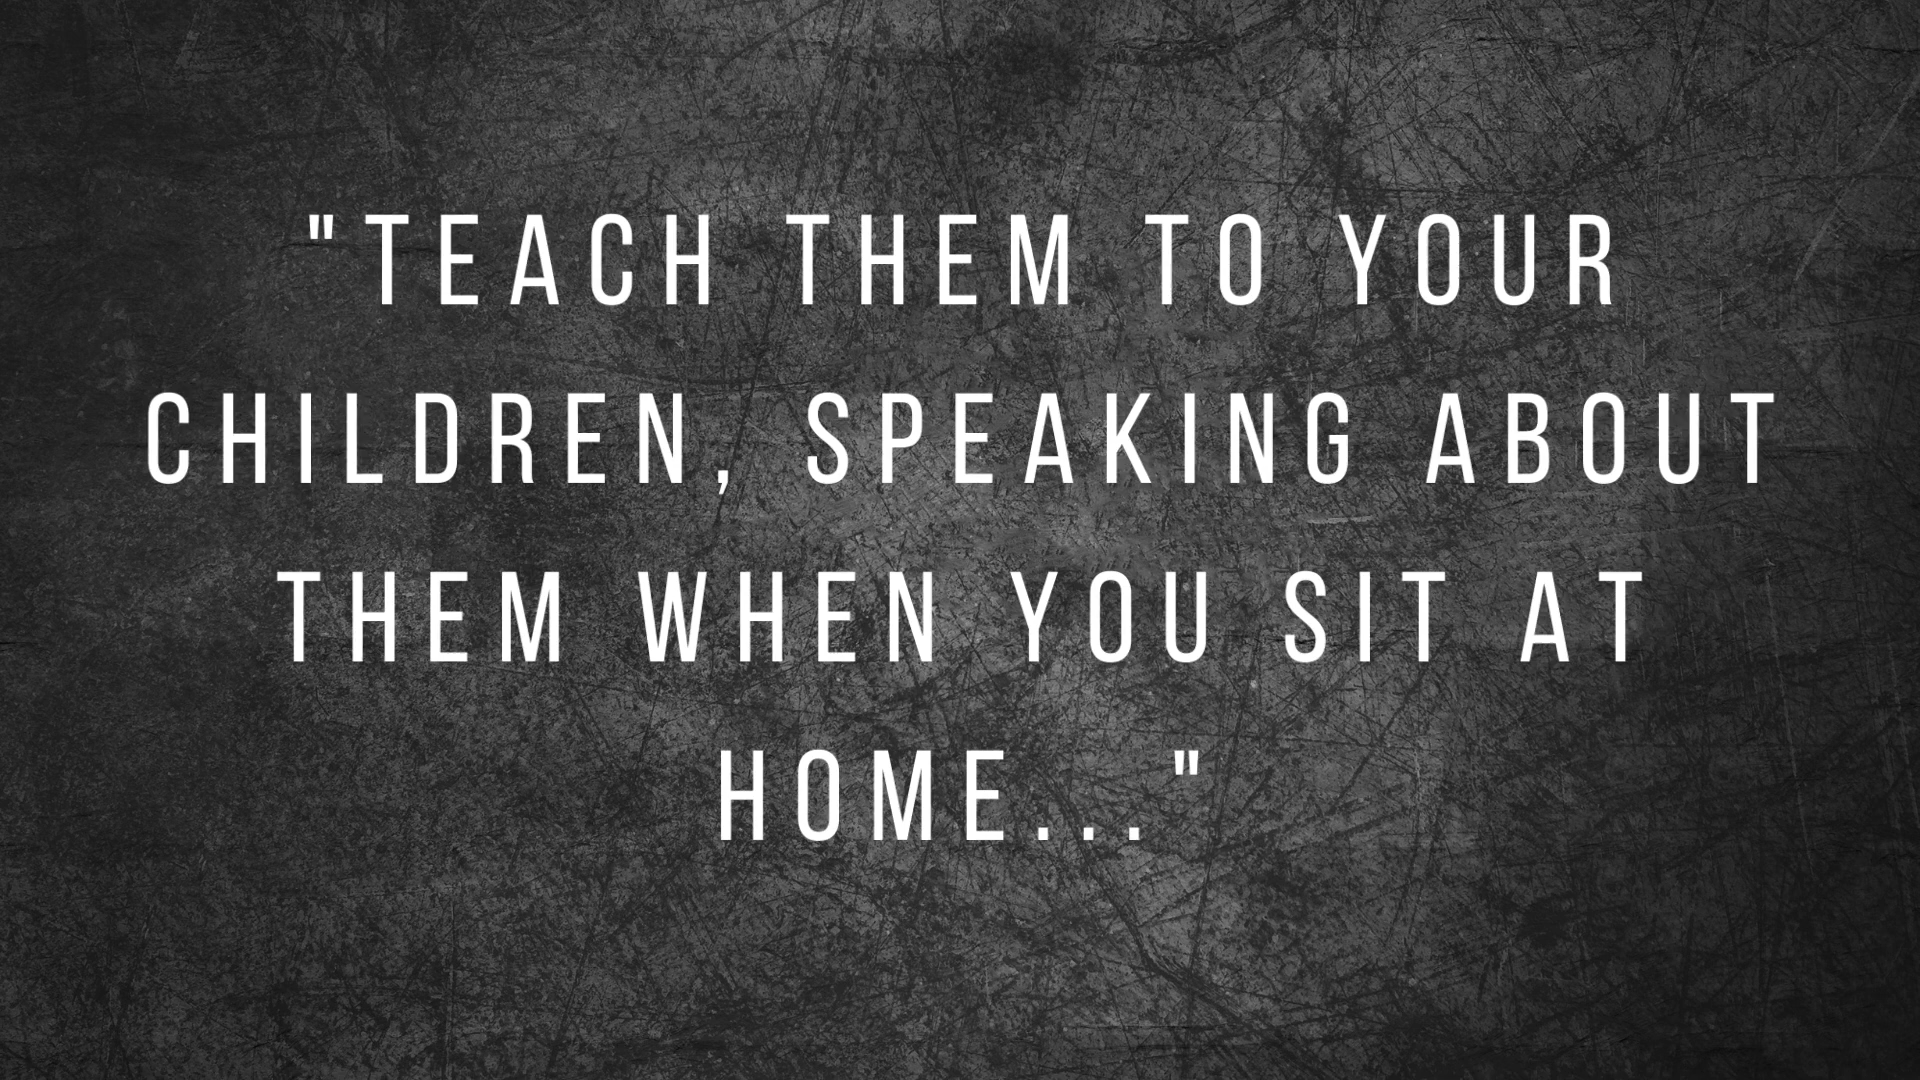 "TEACH THEM TO YOUR
CHILDREN, SPEAKING ABOUT
THEM WHEN YOU SIT AT
HOME..."